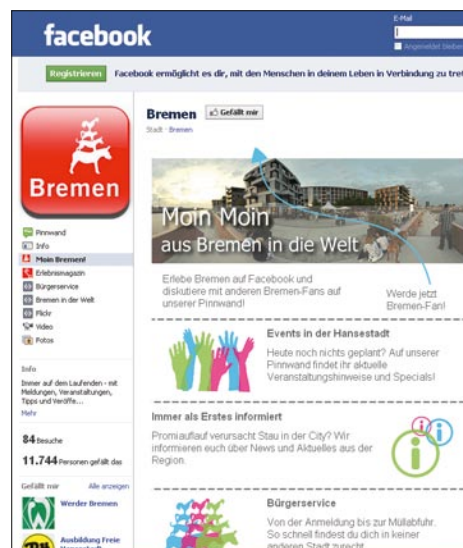 facebook
E-Mail
Angemeldet bleiben
Registrieren
Facebook ermöglicht es dir, mit den Menschen in deinem Leben in Verbindung zu
Bremen
Gefällt mir
Stadt · Bremen
Bremen
Pinnwand
Info
Moin Bremen!
Erlebnismagazin
Bürgerservice
Bremen in der Welt
Flickr
Video
Fotos
Info
Immer auf dem Laufenden - mit
Meldungen, Veranstaltungen,
Tipps und Veröffe...
Mehr
84 Besuche
11.744 Personen gefällt das
Gefällt mir
Alle anzeigen
Werder Bremen
Ausbildung Freie
Moin Moin
aus Bremen in die Welt
Erlebe Bremen auf Facebook und
diskutiere mit anderen Bremen-Fans auf
unserer Pinnwand!
Werde jetzt
Bremen-Fan!
Events in der Hansestadt
Heute noch nichts geplant? Auf unserer
Pinnwand findet ihr aktuelle
Veranstaltungshinweise und Specials!
Immer als Erstes informiert
Promiauflauf verursacht Stau in der City? Wir
informieren euch über News und Aktuelles aus der
Region.
Bürgerservice
Von der Anmeldung bis zur Müllabfuhr.
So schnell findest du dich in keiner
anderen Stadt zurecht.